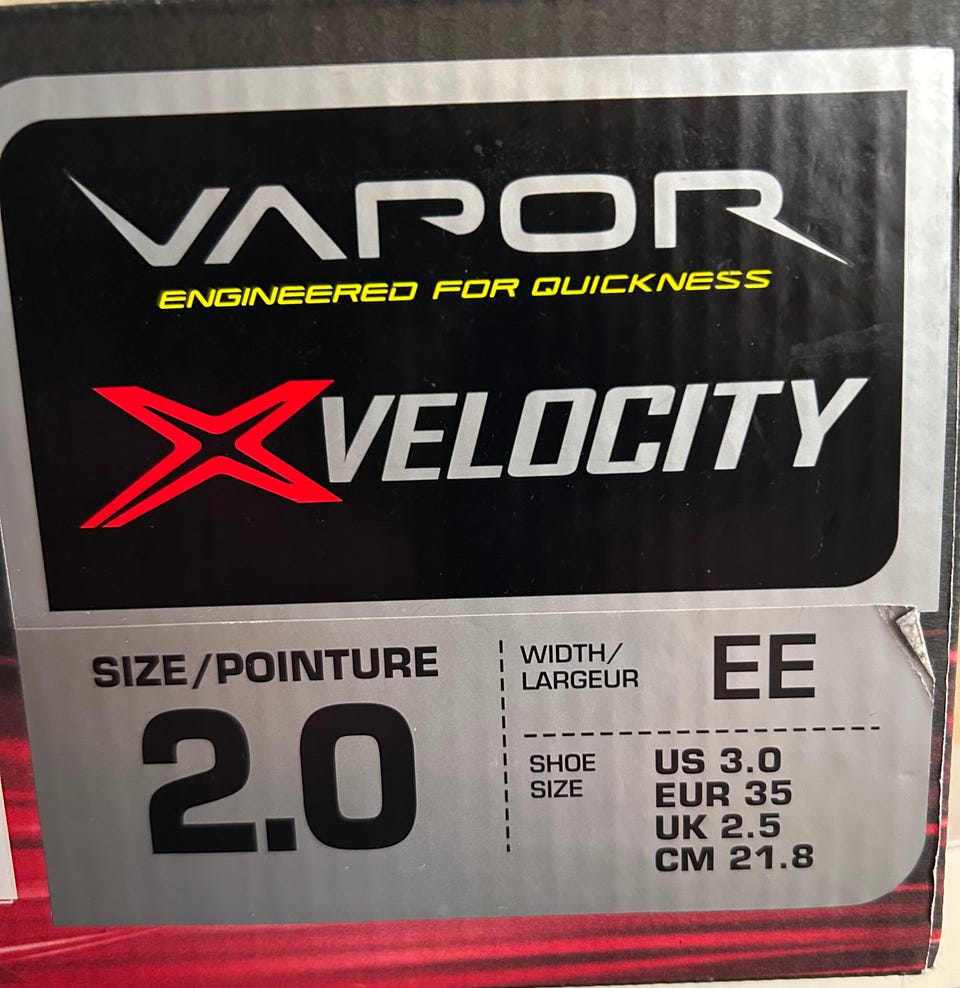 VAPOR
ENGINEERED FOR QUICKNESS
XVELOCITY
SIZE/POINTURE
2.0
WIDTH/
LARGEUR
EE
SHOE
SIZE
US 3.0
EUR 35
UK 2.5
CM 21.8